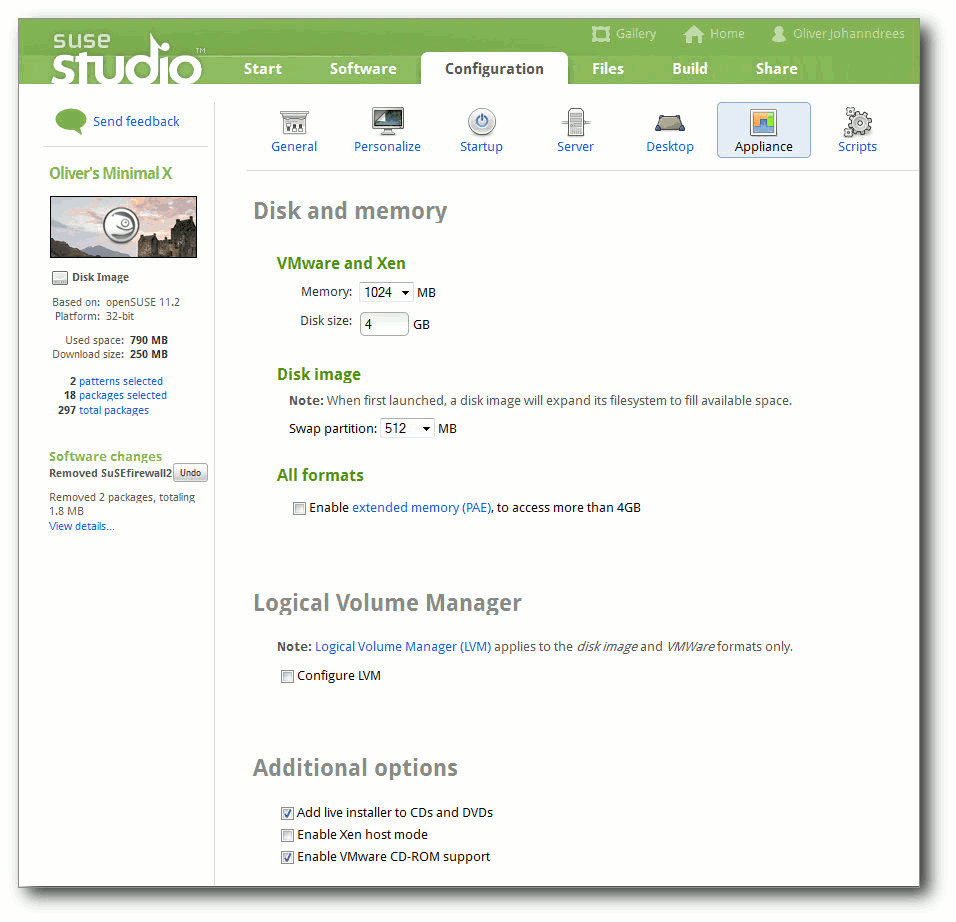 suse
studio™
Gallery Home Oliver Johanndrees
Start Software Configuration Files Build Share
Send feedback
General Personalize Startup Server Desktop Appliance Scripts
Oliver's Minimal X
Disk Image
Based on: openSUSE 11.2
Platform: 32-bit
Used space: 790 MB
Download size: 250 MB
2 patterns selected
18 packages selected
297 total packages
Software changes
Removed SuSEfirewall2 Undo
Removed 2 packages, totaling
1.8 MB
View details...
Disk and memory
VMware and Xen
Memory: 1024 MB
Disk size: 4 GB
Disk image
Note: When first launched, a disk image will expand its filesystem to fill available space.
Swap partition: 512 MB
All formats
Enable extended memory (PAE), to access more than 4GB
Logical Volume Manager
Note: Logical Volume Manager (LVM) applies to the disk image and VMWare formats only.
Configure LVM
Additional options
Add live installer to CDs and DVDs
Enable Xen host mode
Enable VMware CD-ROM support